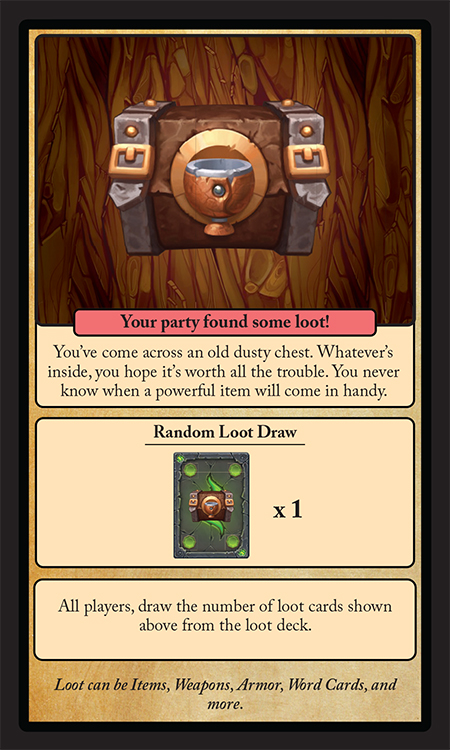 Your party found some loot!
You've come across an old dusty chest. Whatever's
inside, you hope it's worth all the trouble. You never
know when a powerful item will come in handy.
Random Loot Draw
x 1
All players, draw the number of loot cards shown
above from the loot deck.
Loot can be Items, Weapons, Armor, Word Cards, and
more.